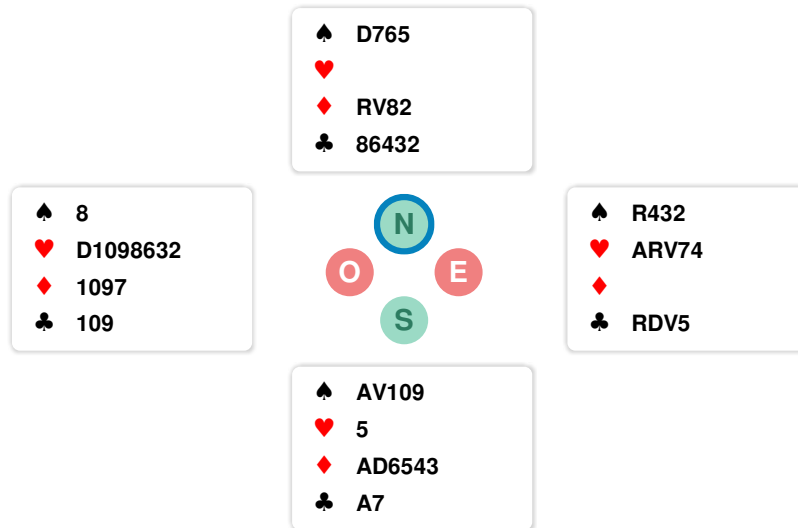 ♠ D765
♥
♦ RV82
♣ 86432
♠ 8
♥ D1098632
♦ 1097
♣ 109
N
O E
S
♠ R432
♥ ARV74
♦
♣ RDV5
♠ AV109
♥ 5
♦ AD6543
♣ A7